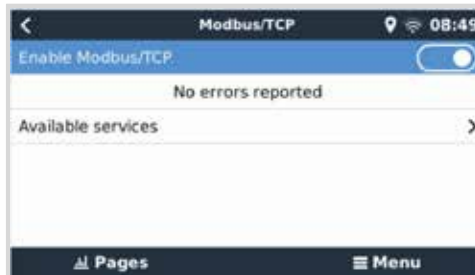 Modbus/TCP 08:49
Enable Modbus/TCP
No errors reported
Available services
Pages Menu